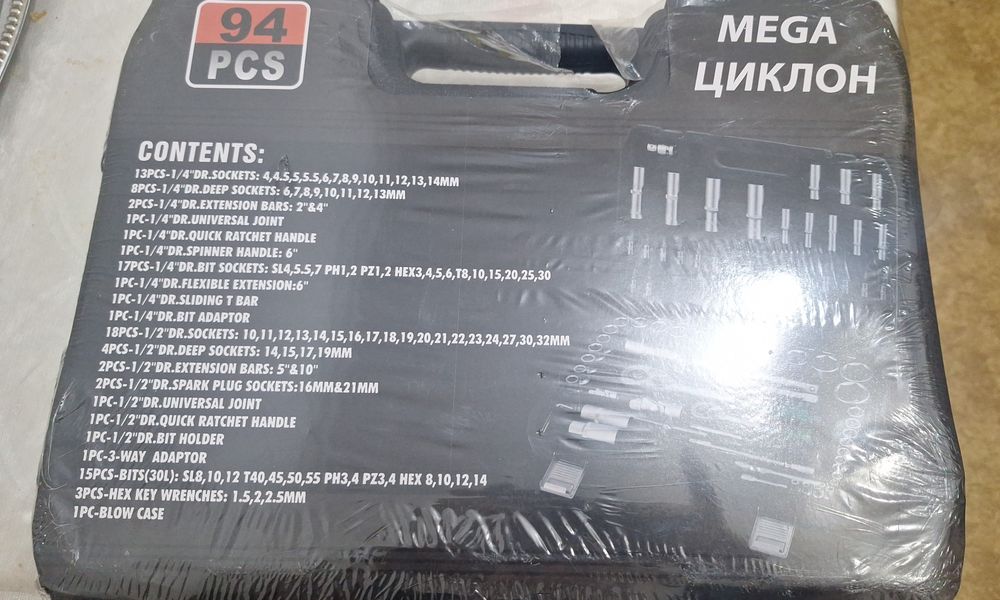 94
PCS
MEGA
ЦИКЛОН
CONTENTS:
13PCS-1/4"DR.SOCKETS: 4,4.5,5,5.5,6,7,8,9,10,11,12,13,14MM
8PCS-1/4"DR.DEEP SOCKETS: 6,7,8,9,10,11,12,13MM
2PCS-1/4"DR.EXTENSION BARS: 2"&4"
1PC-1/4"DR.UNIVERSAL JOINT
1PC-1/4"DR.QUICK RATCHET HANDLE
1PC-1/4"DR.SPINNER HANDLE: 6"
17PCS-1/4"DR.BIT SOCKETS: SL4,5.5,7 PH1,2 PZ1,2 HEX3,4,5,6,T8,10,15,20,25,30
1PC-1/4"DR.FLEXIBLE EXTENSION:6"
1PC-1/4"DR.SLIDING T BAR
1PC-1/4"DR.BIT ADAPTOR
18PCS-1/2"DR.SOCKETS: 10,11,12,13,14,15,16,17,18,19,20,21,22,23,24,27,30,32MM
4PCS-1/2"DR.DEEP SOCKETS: 14,15,17,19MM
2PCS-1/2"DR.EXTENSION BARS: 5"&10"
2PCS-1/2"DR.SPARK PLUG SOCKETS:16MM&21MM
1PC-1/2"DR.UNIVERSAL JOINT
1PC-1/2"DR.QUICK RATCHET HANDLE
1PC-1/2"DR.BIT HOLDER
1PC-3-WAY ADAPTOR
15PCS-BITS(30L): SL8,10,12 T40,45,50,55 PH3,4 PZ3,4 HEX 8,10,12,14
3PCS-HEX KEY WRENCHES: 1.5,2,2.5MM
1PC-BLOW CASE